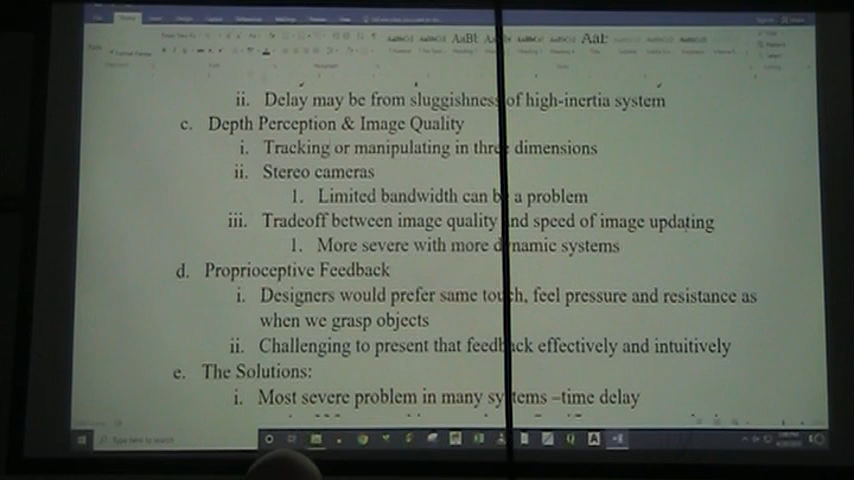 ii. Delay may be from sluggishness of high-inertia system
c. Depth Perception & Image Quality
i. Tracking or manipulating in three dimensions
ii. Stereo cameras
1. Limited bandwidth can be a problem
iii. Tradeoff between image quality and speed of image updating
1. More severe with more dynamic systems
d. Proprioceptive Feedback
i. Designers would prefer same touch, feel pressure and resistance as
when we grasp objects
ii. Challenging to present that feedback effectively and intuitively
e. The Solutions:
i. Most severe problem in many systems –time delay
Type here to search